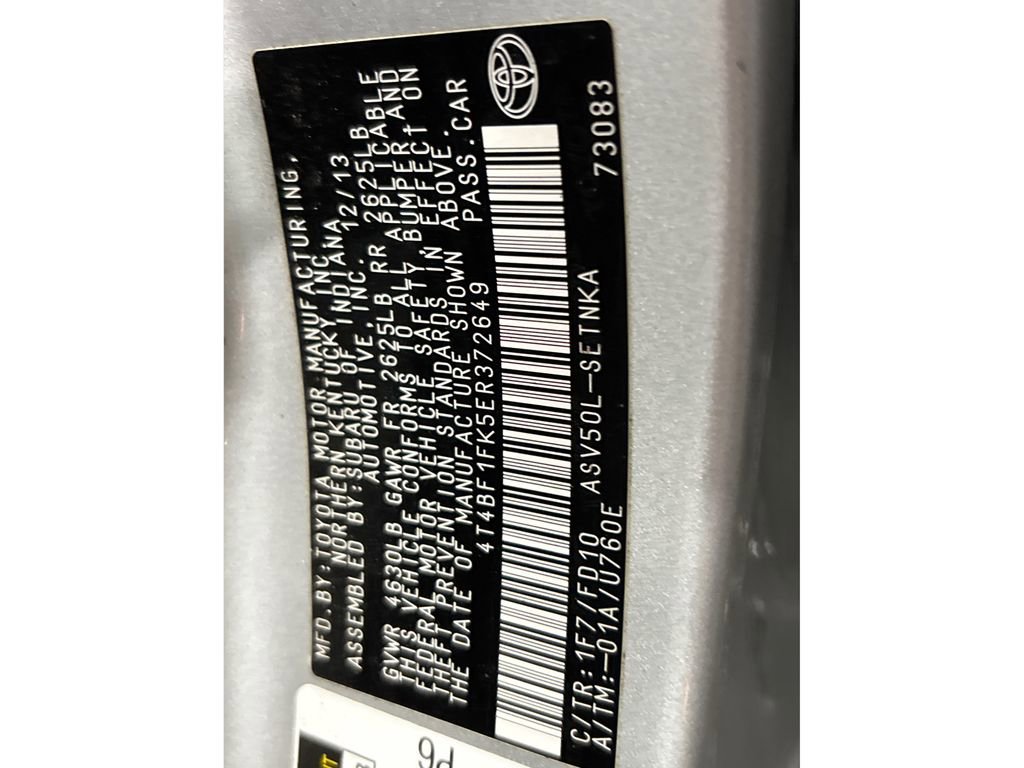 MFD.BY:TOYOTA MOTOR MANUFACTURING,
NORTHERN KENTUCKY INC.
ASSEMBLED BY:SUBARU OF INDIANA
AUTOMOTIVE, INC. 12/13
GVWR 4630LB GAWR FR 2625LB RR 2625LB
THIS VEHICLE CONFORMS TO ALL APPLICABLE
FEDERAL MOTOR VEHICLE SAFETY, BUMPER, AND
THEFT PREVENTION STANDARDS IN EFFECT ON
THE DATE OF MANUFACTURE SHOWN ABOVE.
4T4BF1FK5ER372649 PASS.CAR
C/TR:1F7/FD10 ASV50L-SETNKA 73083
A/TM:-01A/U760E